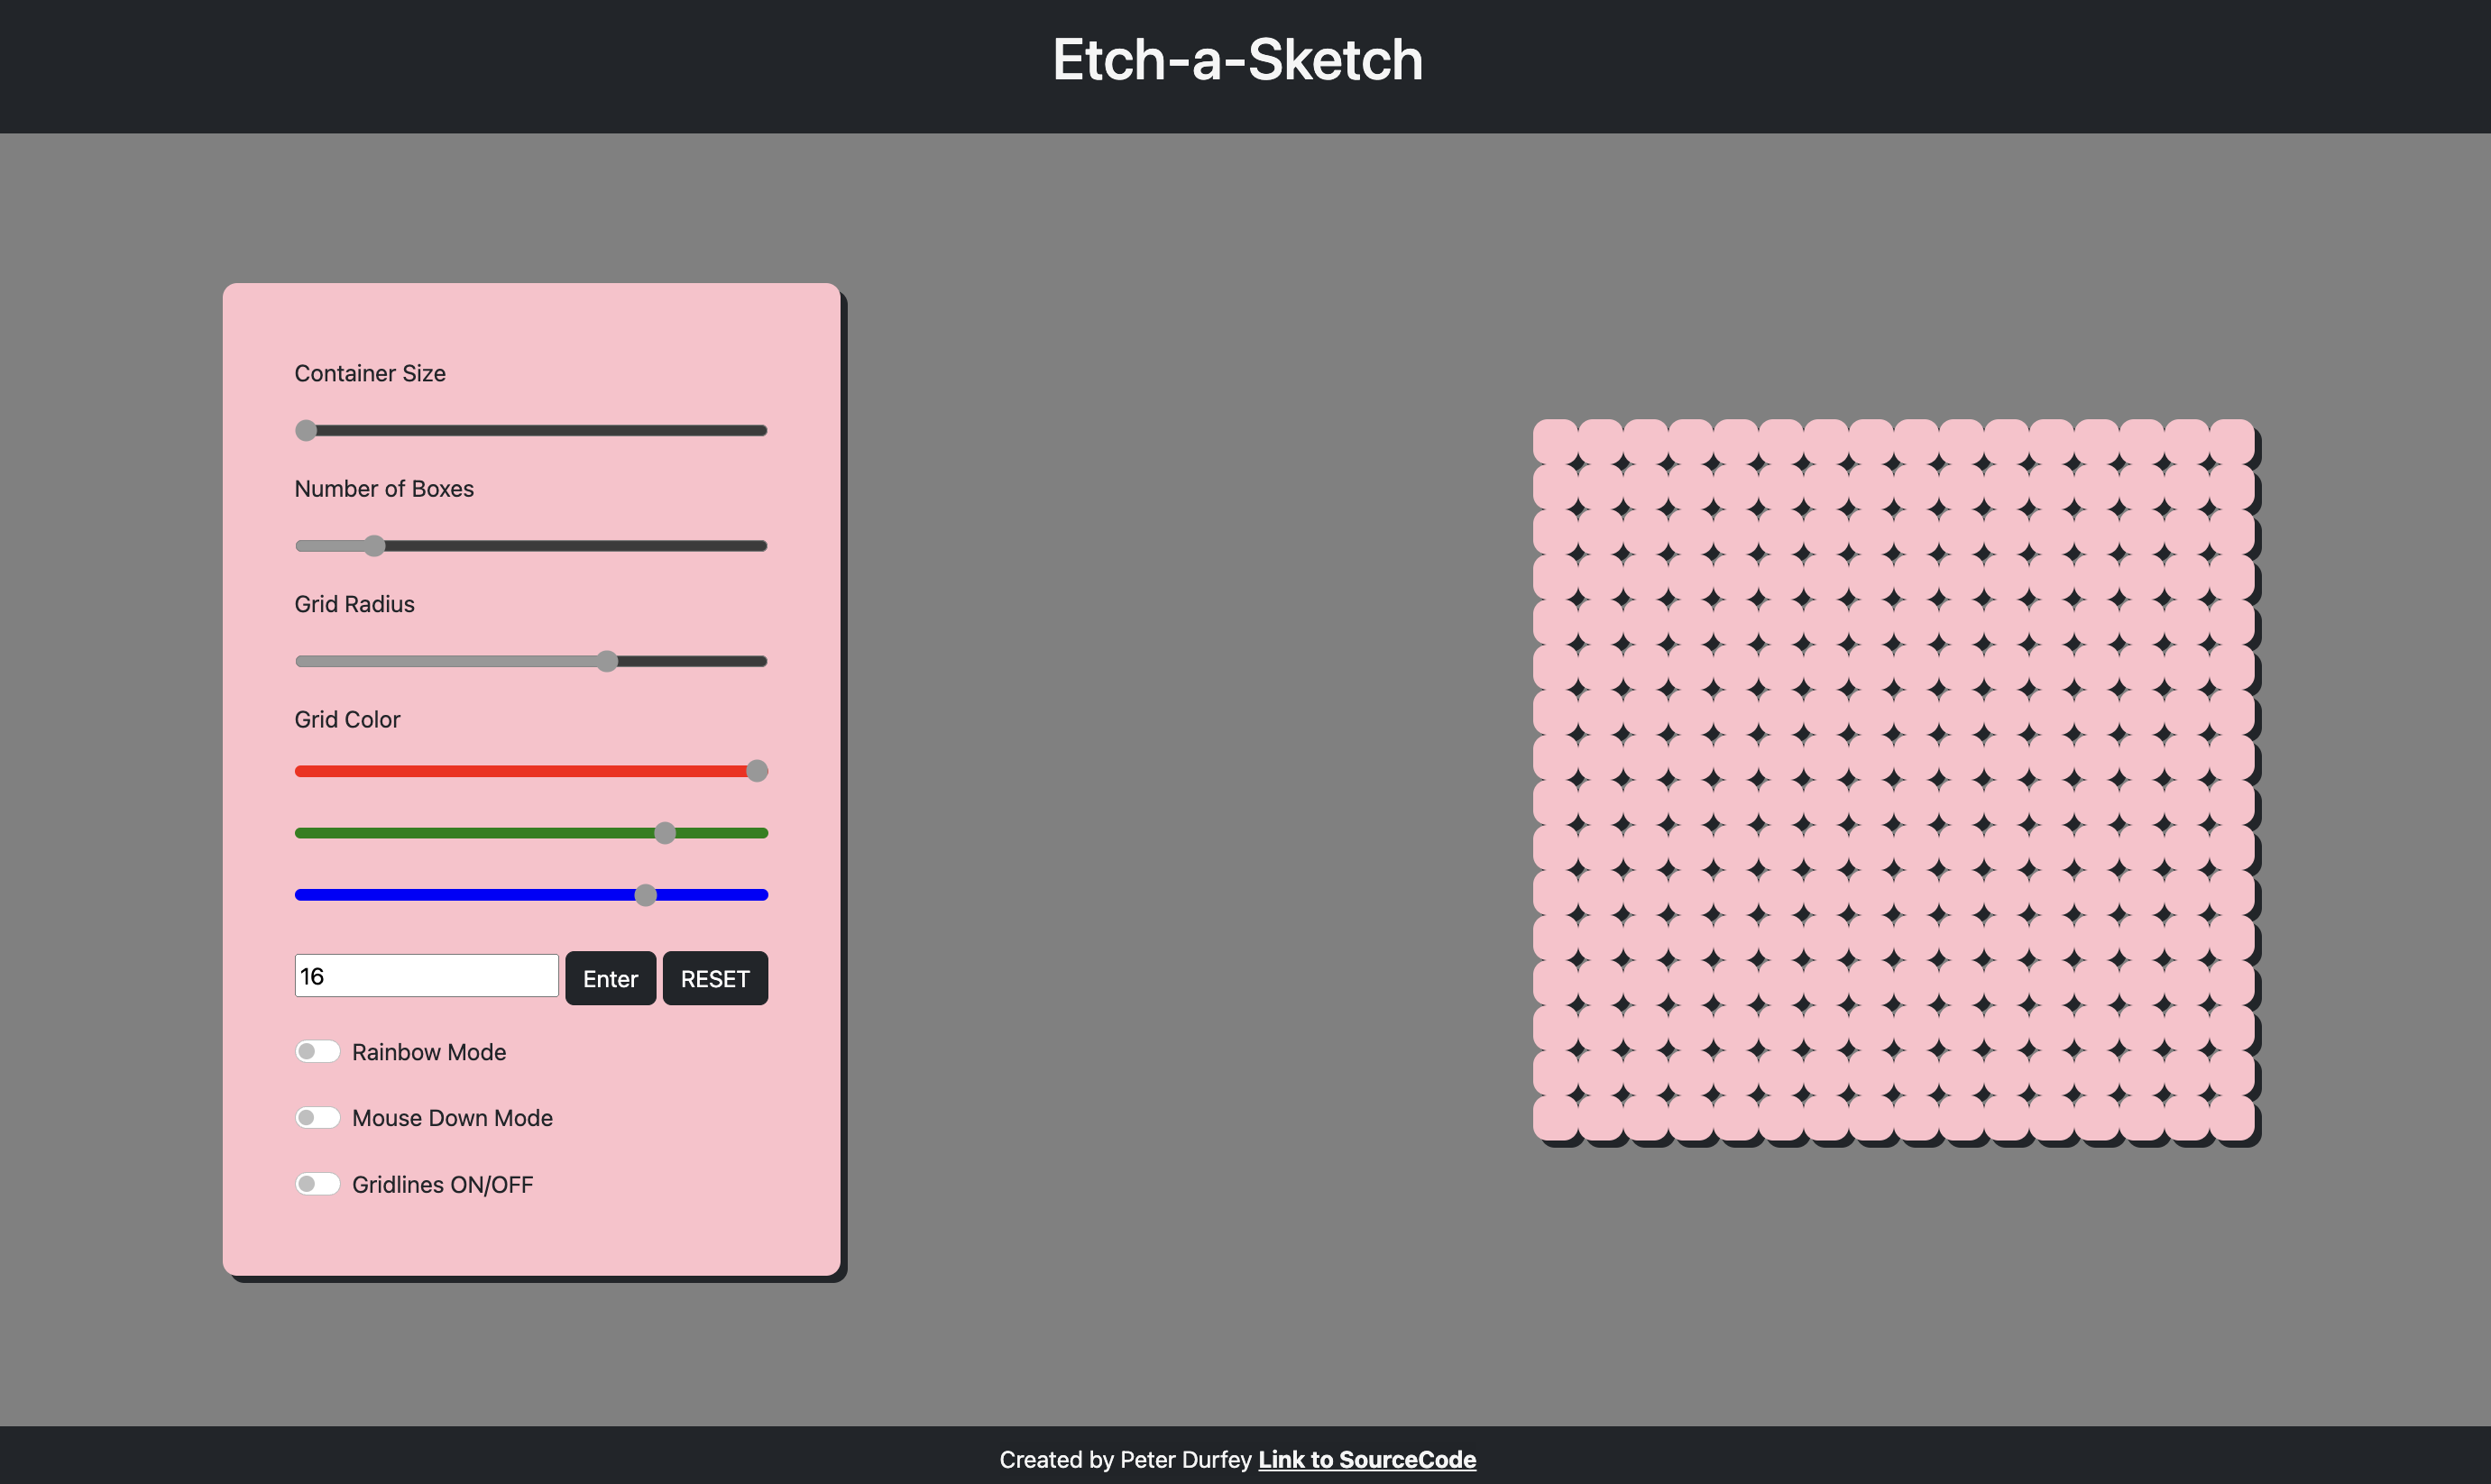 Etch-a-Sketch
Container Size
Number of Boxes
Grid Radius
Grid Color
16
Enter
RESET
Rainbow Mode
Mouse Down Mode
Gridlines ON/OFF
Created by Peter Durfey Link to SourceCode